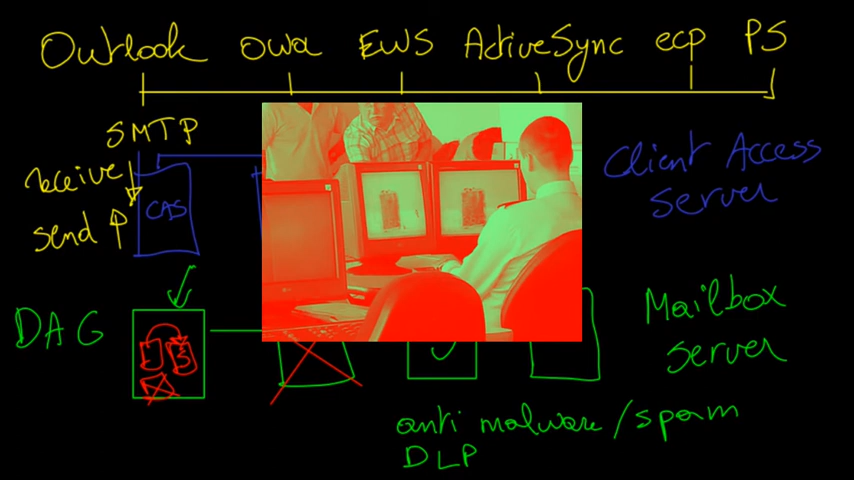 Outlook owa EWS ActiveSync ecp PS
SMTP
receive
send
CAS
Client Access
Server
DAG
Mailbox
Server
anti malware/spam
DLP